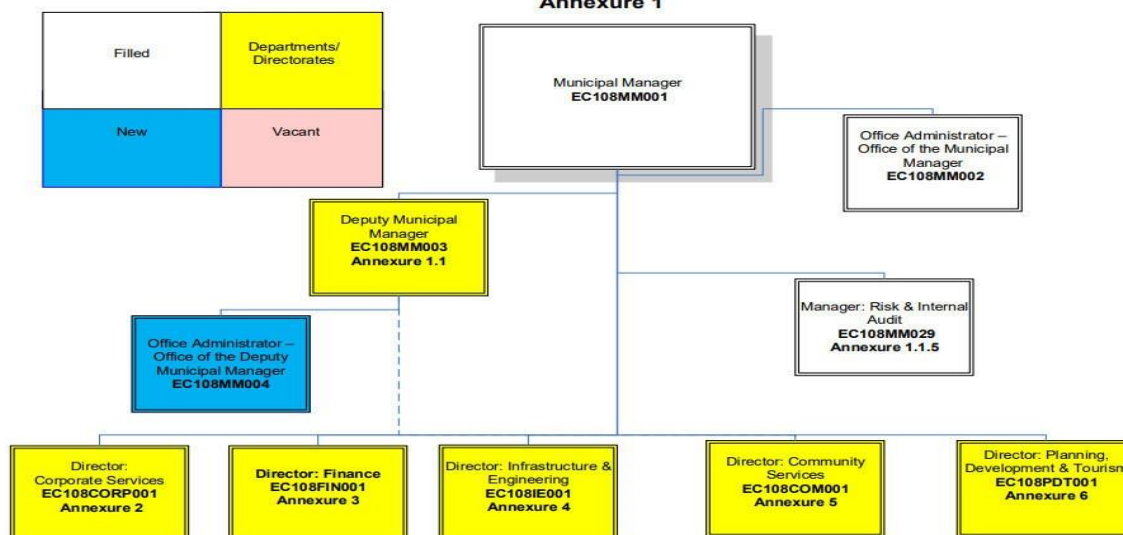 Annexure 1
Filled
Departments/
Directorates
New
Vacant
Municipal Manager
EC108MM001
Office Administrator –
Office of the Municipal
Manager
EC108MM002
Deputy Municipal
Manager
EC108MM003
Annexure 1.1
Manager: Risk & Internal
Audit
EC108MM029
Annexure 1.1.5
Office Administrator –
Office of the Deputy
Municipal Manager
EC108MM004
Director:
Corporate Services
EC108CORP001
Annexure 2
Director: Finance
EC108FIN001
Annexure 3
Director: Infrastructure &
Engineering
EC108IE001
Annexure 4
Director: Community
Services
EC108COM001
Annexure 5
Director: Planning,
Development & Tourism
EC108PDT001
Annexure 6